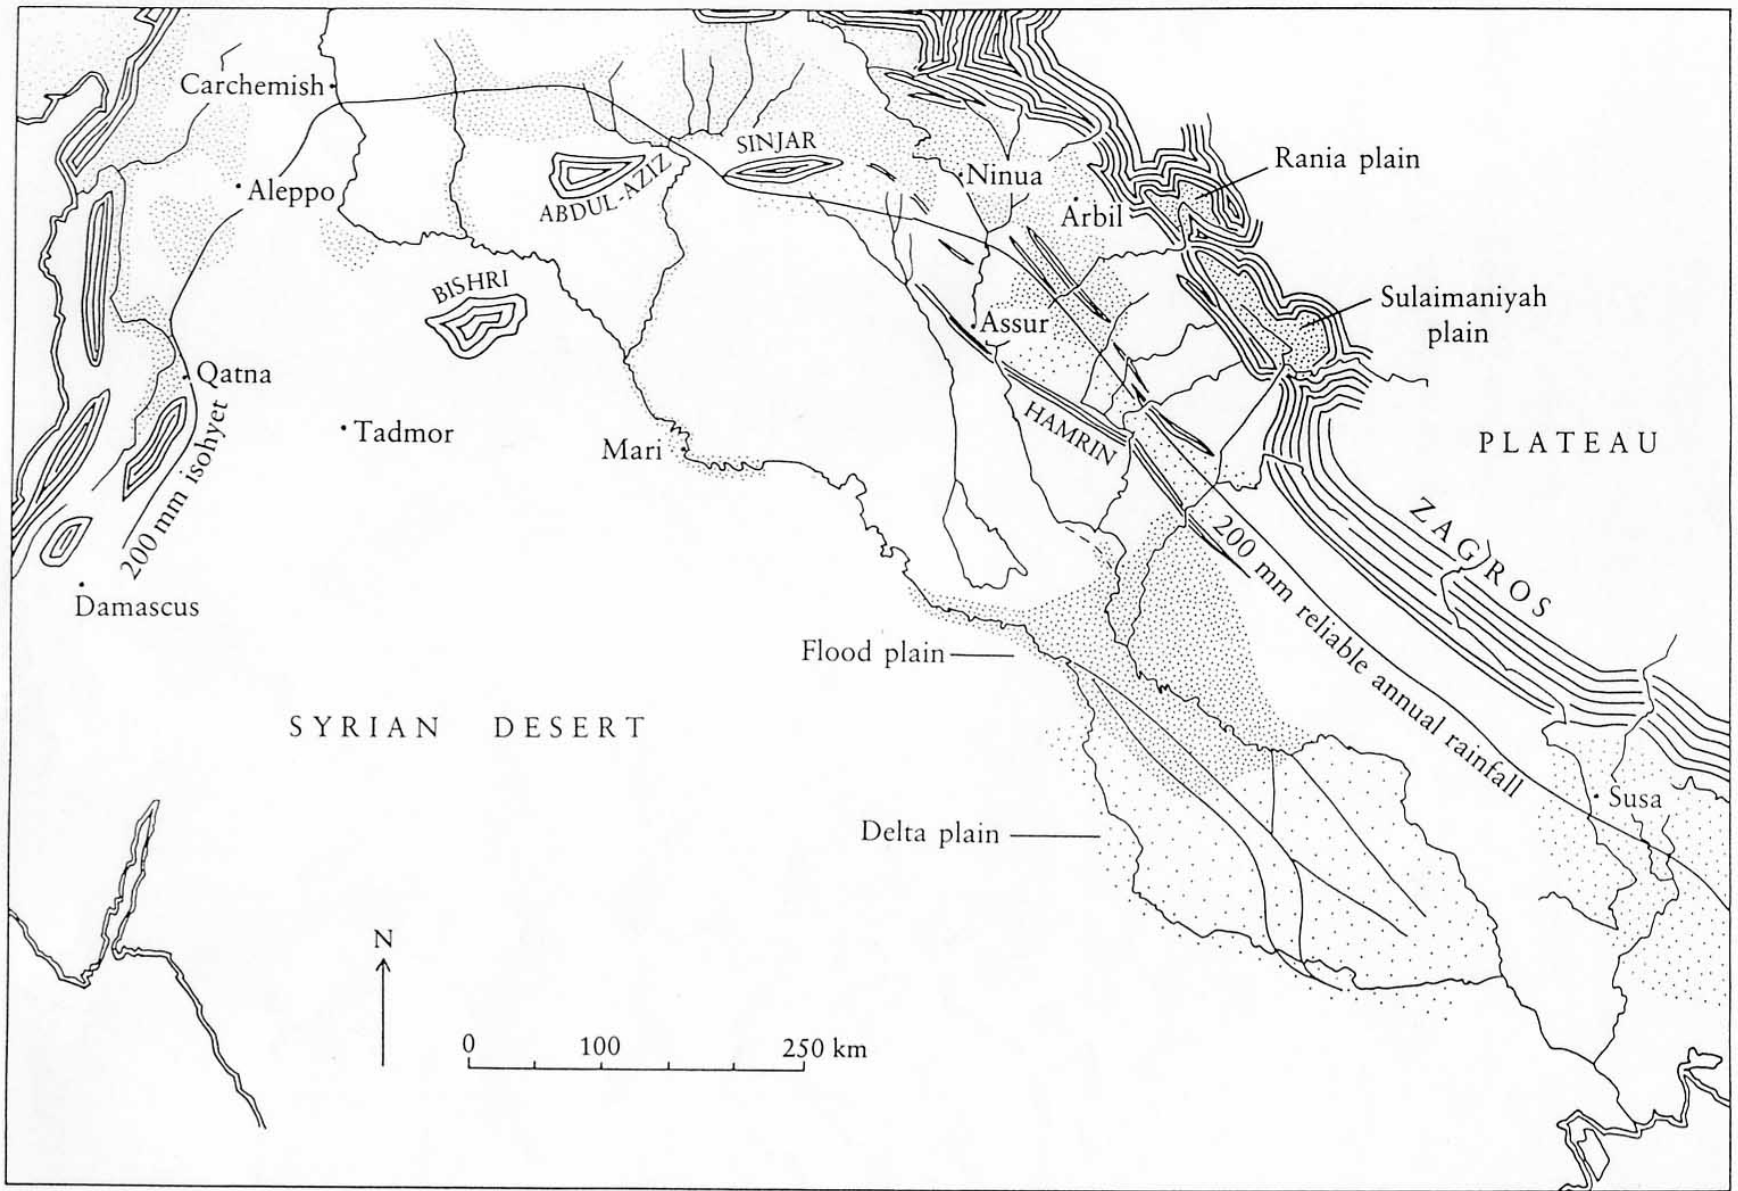 Carchemish
SINJAR
Rania plain
ABDUL-AZIZ
Ninua
Aleppo
Arbil
BISHRI
Sulaimaniyah
plain
Assur
Qatna
HAMRIN
Tadmor
Mari
PLATEAU
200 mm isohyet
ZAGROS
Damascus
200 mm reliable annual rainfall
Flood plain
SYRIAN DESERT
Susa
Delta plain
N
0 100 250 km